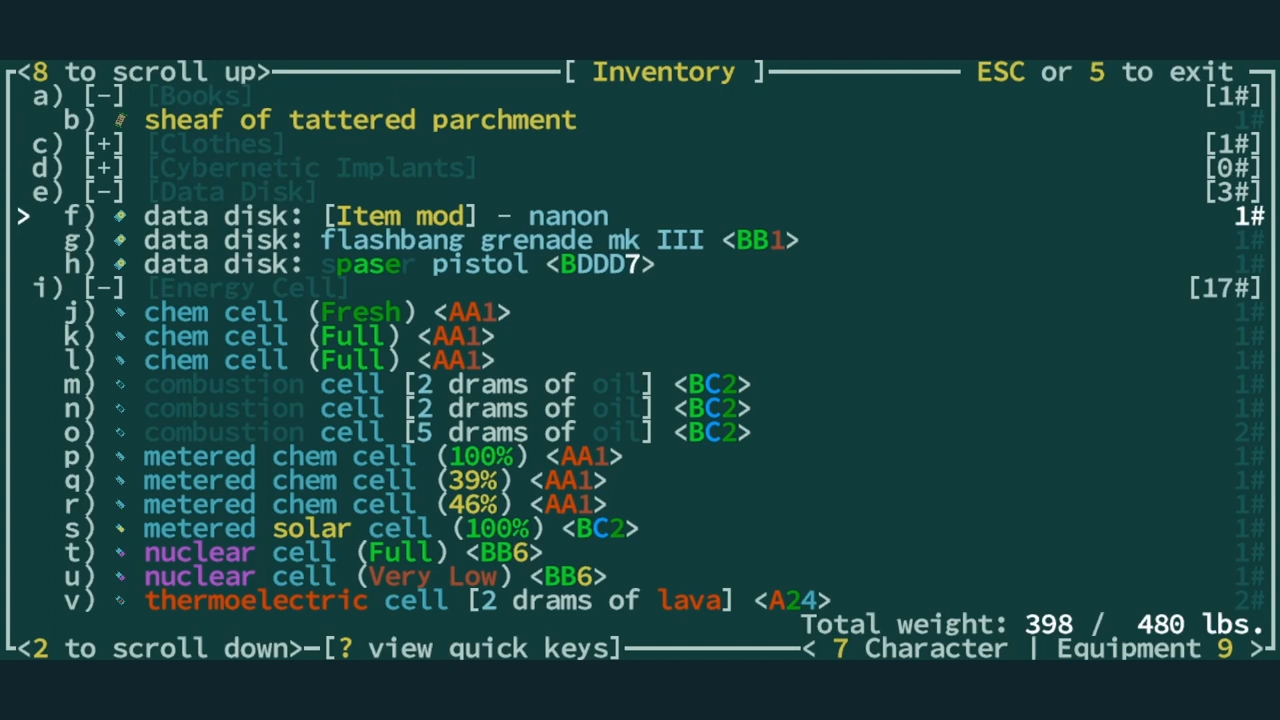 <8 to scroll up> [ Inventory ] ESC or 5 to exit
a) [-] [Books] [1#]
b) sheaf of tattered parchment 1#
c) [+] [Clothes] [1#]
d) [+] [Cybernetic Implants] [0#]
e) [-] [Data Disk] [3#]
> f) data disk: [Item mod] - nanon 1#
g) data disk: flashbang grenade mk III <BB1> 1#
h) data disk: spaser pistol <BDDD7> 1#
i) [-] [Energy Cell] [17#]
j) chem cell (Fresh) <AA1> 1#
k) chem cell (Full) <AA1> 1#
l) chem cell (Full) <AA1> 1#
m) combustion cell [2 drams of oil] <BC2> 1#
n) combustion cell [2 drams of oil] <BC2> 1#
o) combustion cell [5 drams of oil] <BC2> 2#
p) metered chem cell (100%) <AA1> 1#
q) metered chem cell (39%) <AA1> 1#
r) metered chem cell (46%) <AA1> 1#
s) metered solar cell (100%) <BC2> 1#
t) nuclear cell (Full) <BB6> 1#
u) nuclear cell (Very Low) <BB6> 1#
v) thermoelectric cell [2 drams of lava] <A24> 2#
Total weight: 398 / 480 lbs.
<2 to scroll down> [? view quick keys] < 7 Character | Equipment 9 >